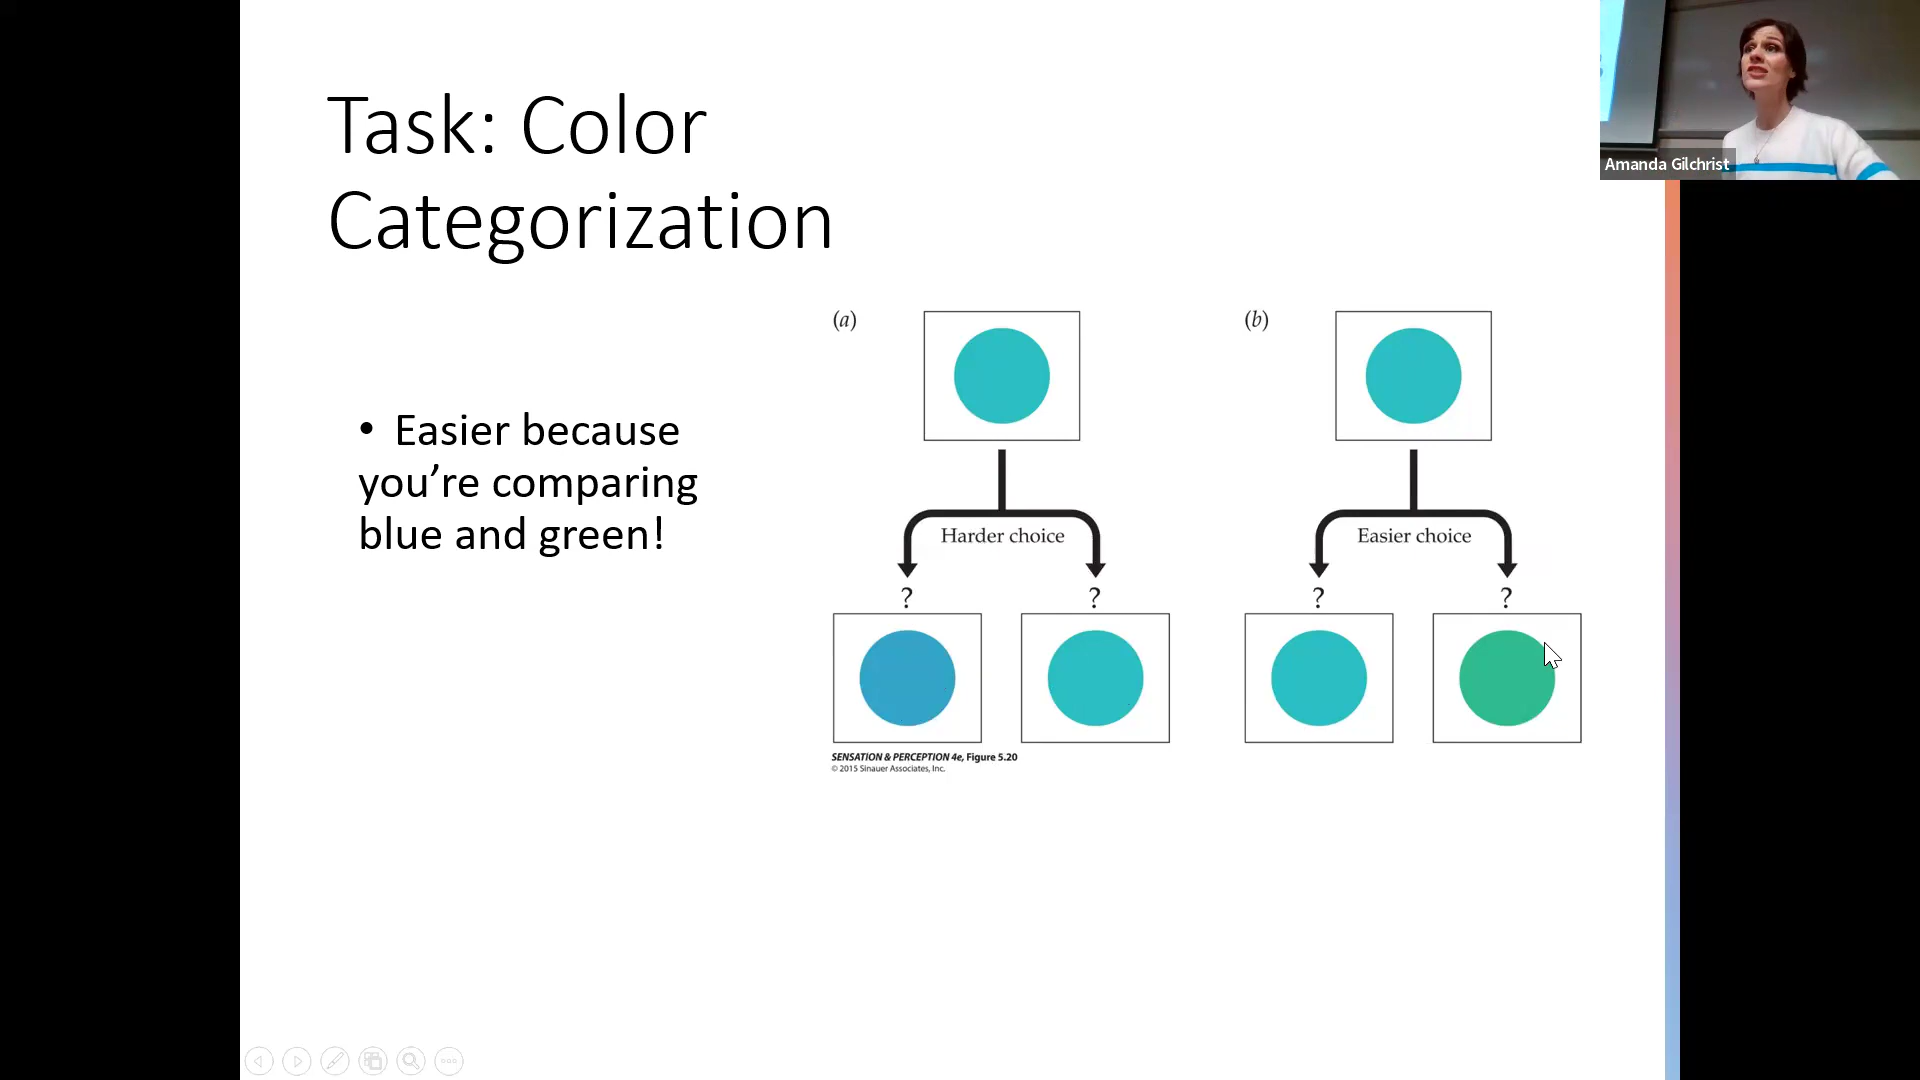 Task: Color
Categorization
• Easier because
you’re comparing
blue and green!
(a)
Harder choice
? ?
(b)
Easier choice
? ?
SENSATION & PERCEPTION 4e, Figure 5.20
© 2015 Sinauer Associates, Inc.
Amanda Gilchrist